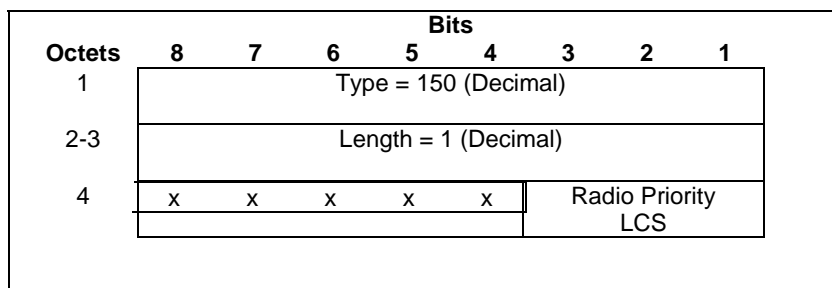 Bits
Octets 8 7 6 5 4 3 2 1
1 Type = 150 (Decimal)
2-3 Length = 1 (Decimal)
4 x x x x x Radio Priority
LCS